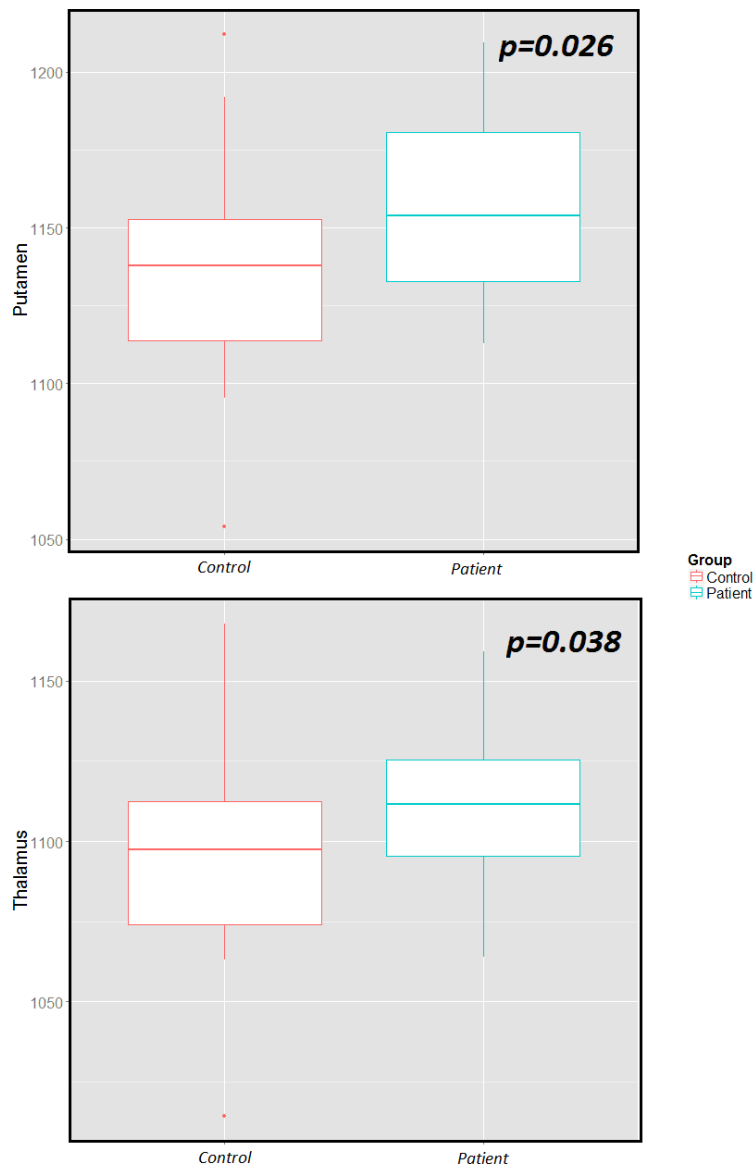 p=0.026
1200
1150
1100
1050
Putamen
Control Patient
Group
Control
Patient
p=0.038
1150
1100
1050
Thalamus
Control Patient